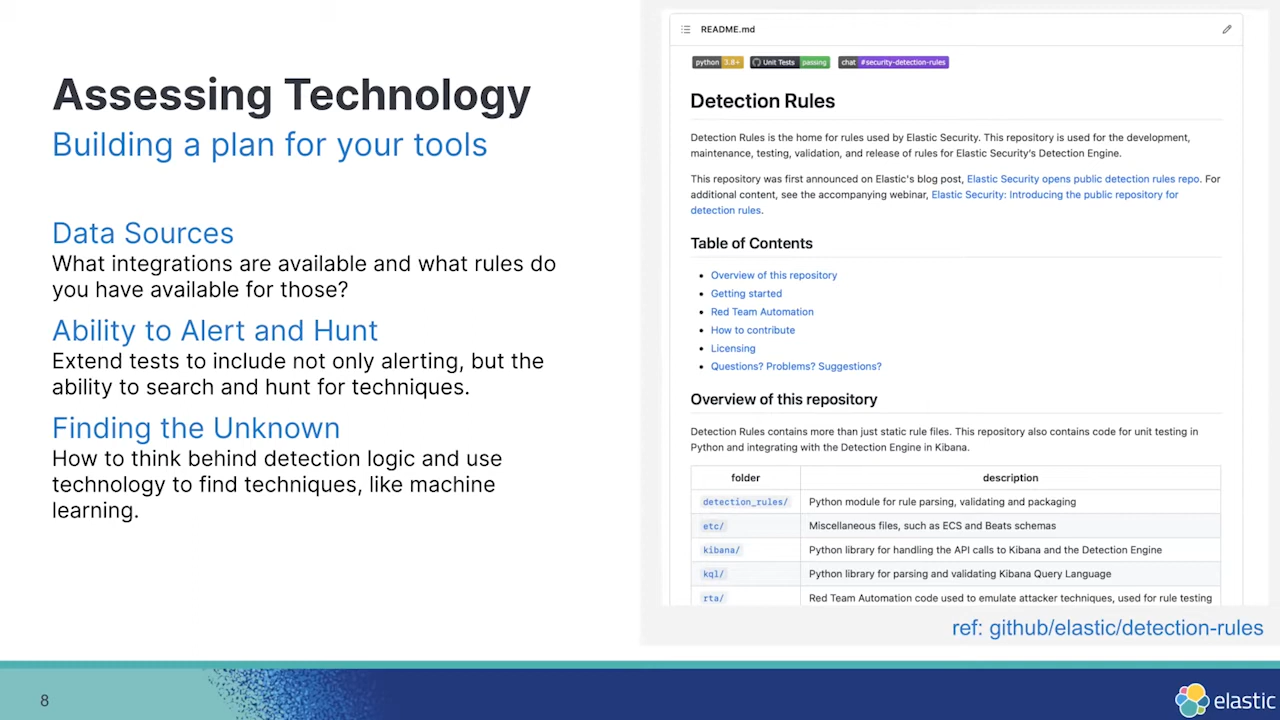 Assessing Technology
Building a plan for your tools
Data Sources
What integrations are available and what rules do
you have available for those?
Ability to Alert and Hunt
Extend tests to include not only alerting, but the
ability to search and hunt for techniques.
Finding the Unknown
How to think behind detection logic and use
technology to find techniques, like machine
learning.
README.md
python 3.8+ Unit Tests passing chat #security-detection-rules
Detection Rules
Detection Rules is the home for rules used by Elastic Security. This repository is used for the development,
maintenance, testing, validation, and release of rules for Elastic Security's Detection Engine.
This repository was first announced on Elastic's blog post, Elastic Security opens public detection rules repo. For
additional content, see the accompanying webinar, Elastic Security: Introducing the public repository for
detection rules.
Table of Contents
• Overview of this repository
• Getting started
• Red Team Automation
• How to contribute
• Licensing
• Questions? Problems? Suggestions?
Overview of this repository
Detection Rules contains more than just static rule files. This repository also contains code for unit testing in
Python and integrating with the Detection Engine in Kibana.
folder description
detection_rules/ Python module for rule parsing, validating and packaging
etc/ Miscellaneous files, such as ECS and Beats schemas
kibana/ Python library for handling the API calls to Kibana and the Detection Engine
kql/ Python library for parsing and validating Kibana Query Language
rta/ Red Team Automation code used to emulate attacker techniques, used for rule testing
ref: github/elastic/detection-rules
8
elastic